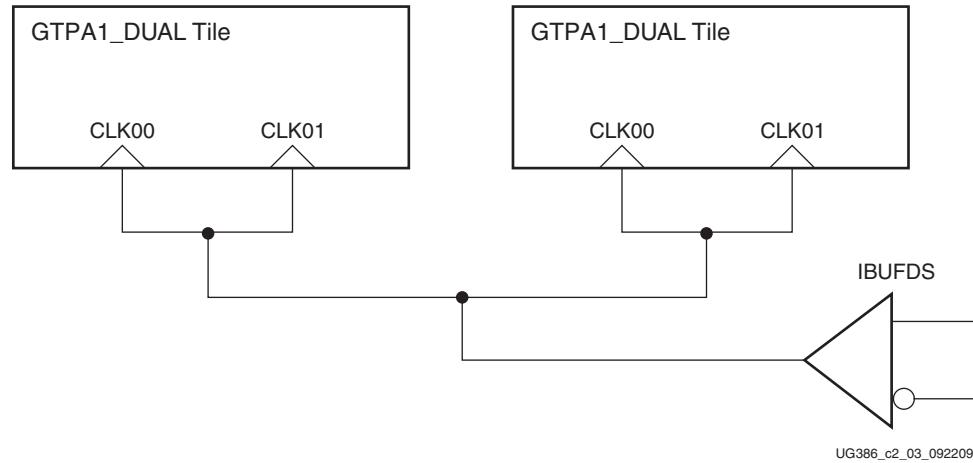 GTPA1_DUAL Tile
CLK00 CLK01
GTPA1_DUAL Tile
CLK00 CLK01
IBUFDS
UG386_c2_03_092209